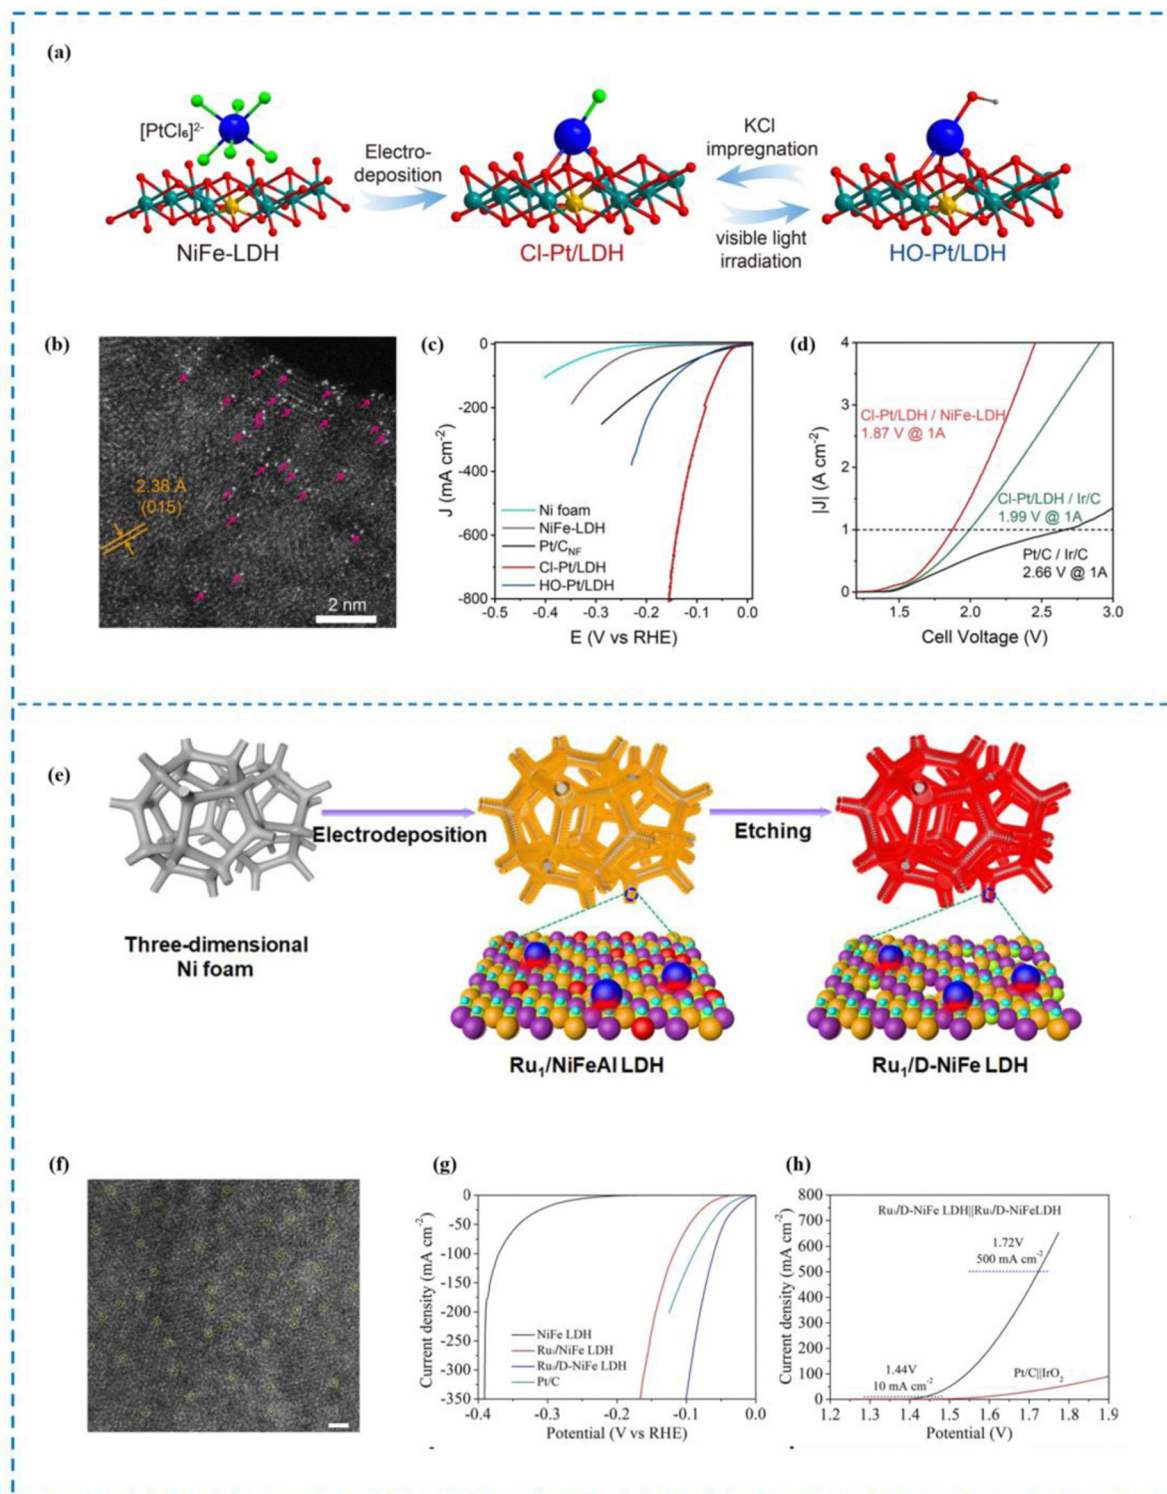 (a)
[PtCl₆]²⁻
Electro-
deposition
KCl
impregnation
visible light
irradiation
NiFe-LDH
Cl-Pt/LDH
HO-Pt/LDH
(b)
2.38 Å
(015)
2 nm
(c)
0
-200
-400
-600
-800
J (mA cm⁻²)
Ni foam
NiFe-LDH
Pt/C_NF
Cl-Pt/LDH
HO-Pt/LDH
-0.5 -0.4 -0.3 -0.2 -0.1 0.0
E (V vs RHE)
(d)
4
3
2
1
0
|J| (A cm⁻²)
Cl-Pt/LDH / NiFe-LDH
1.87 V @ 1A
Cl-Pt/LDH / Ir/C
1.99 V @ 1A
Pt/C / Ir/C
2.66 V @ 1A
1.5 2.0 2.5 3.0
Cell Voltage (V)
(e)
Electrodeposition
Etching
Three-dimensional
Ni foam
Ru₁/NiFeAl LDH
Ru₁/D-NiFe LDH
(f)
(g)
0
-50
-100
-150
-200
-250
-300
-350
Current density (mA cm⁻²)
NiFe LDH
Ru₁/NiFe LDH
Ru₁/D-NiFe LDH
Pt/C
-0.4 -0.3 -0.2 -0.1 0.0
Potential (V vs RHE)
(h)
800
700
600
500
400
300
200
100
0
Current density (mA cm⁻²)
Ru₁/D-NiFe LDH||Ru₁/D-NiFeLDH
1.72V
500 mA cm⁻²
1.44V
10 mA cm⁻²
Pt/C||IrO₂
1.2 1.3 1.4 1.5 1.6 1.7 1.8 1.9
Potential (V)